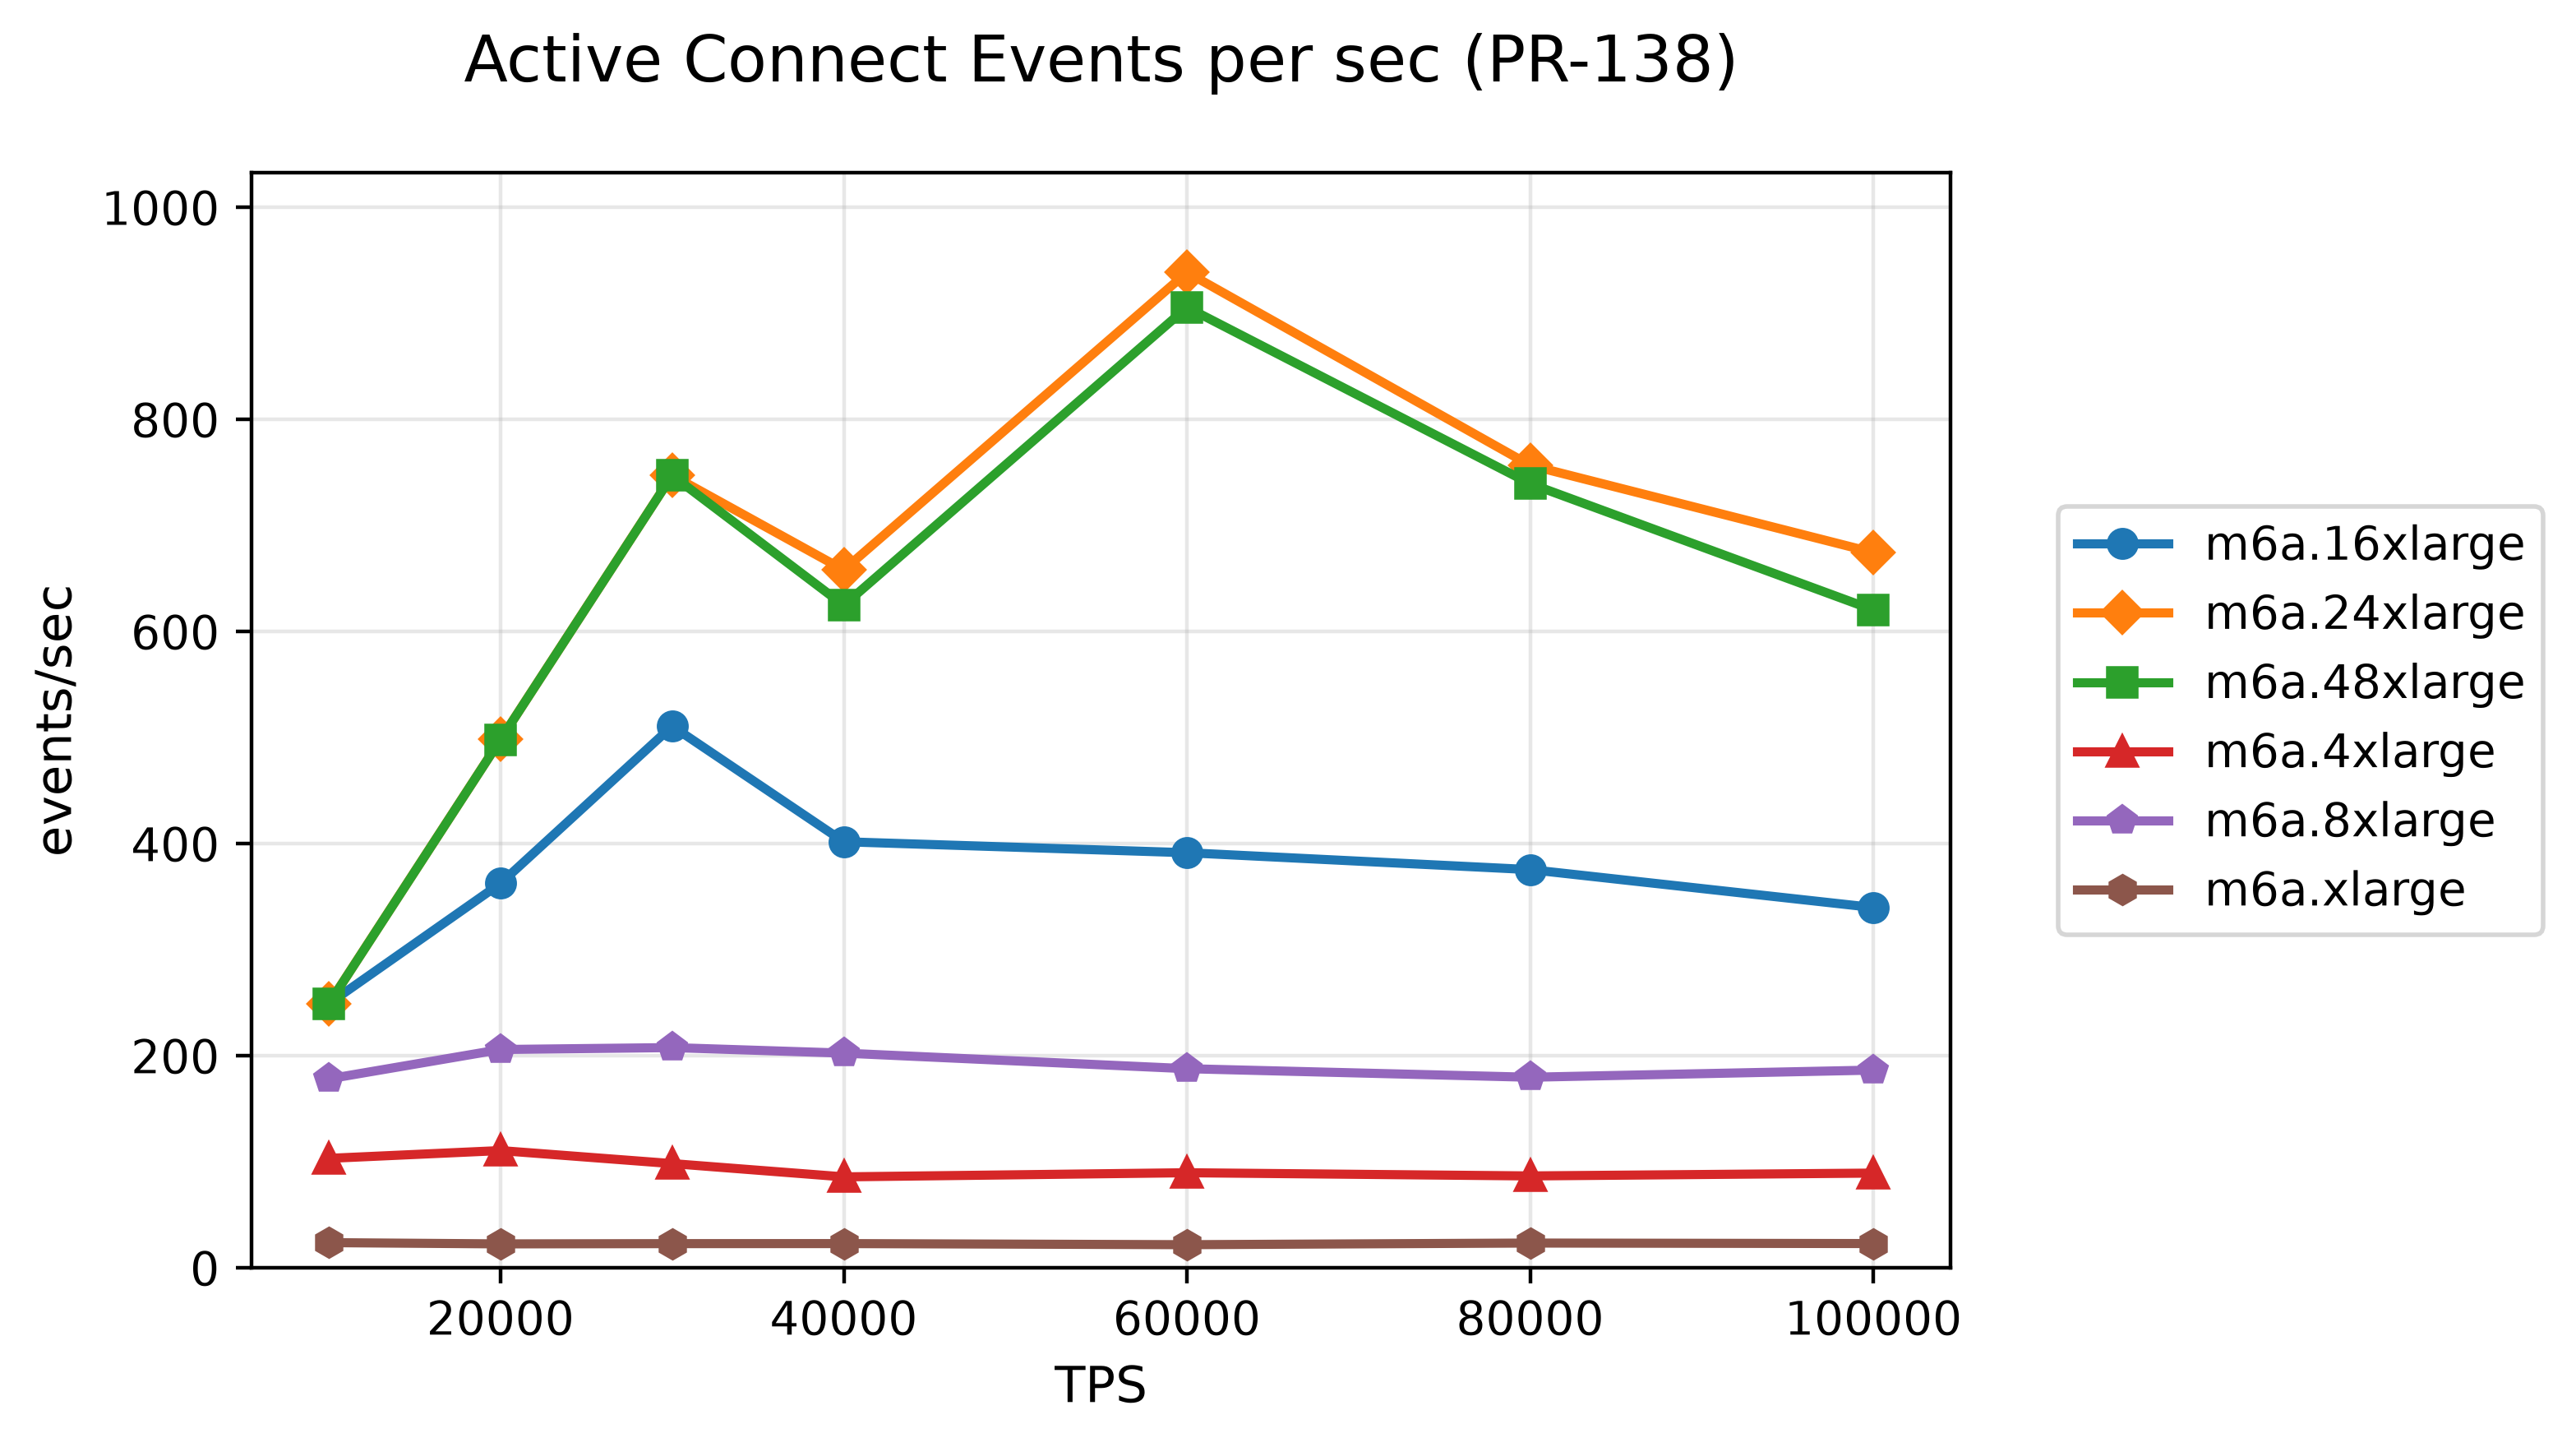 Active Connect Events per sec (PR-138)
1000
800
600
400
200
0
events/sec
20000 40000 60000 80000 100000
TPS
m6a.16xlarge
m6a.24xlarge
m6a.48xlarge
m6a.4xlarge
m6a.8xlarge
m6a.xlarge